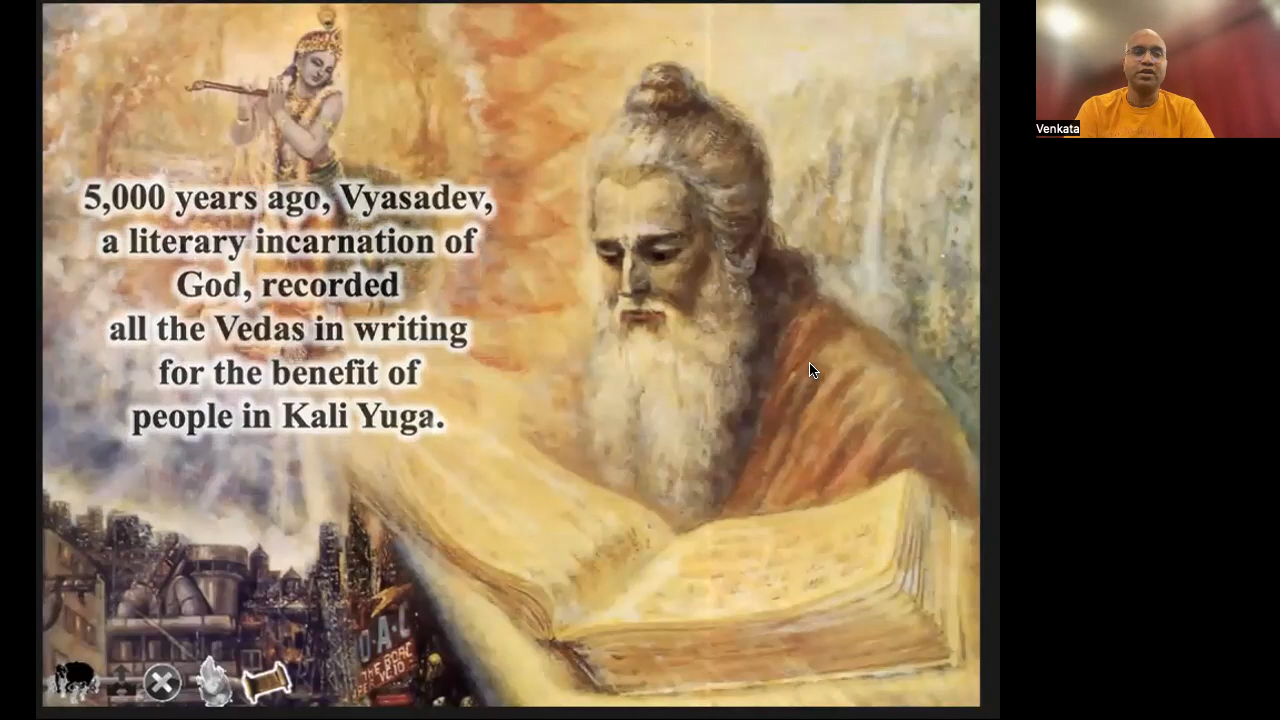 5,000 years ago, Vyasadev,
a literary incarnation of
God, recorded
all the Vedas in writing
for the benefit of
people in Kali Yuga.
Venkata